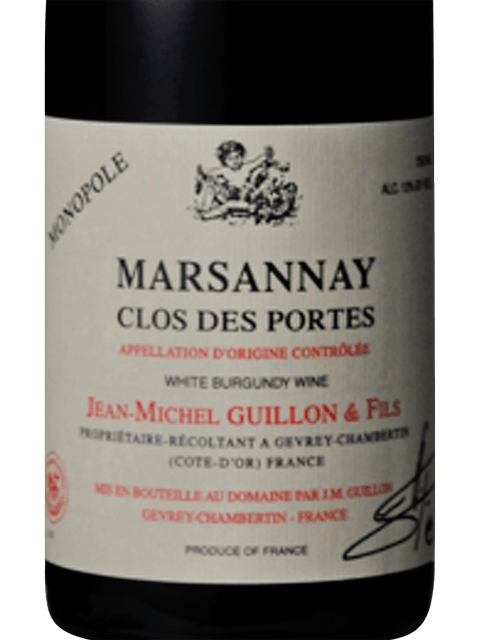 MONOPOLE
MARSANNAY
CLOS DES PORTES
APPELLATION D'ORIGINE CONTRÔLÉE
WHITE BURGUNDY WINE
JEAN-MICHEL GUILLON & FILS
PROPRIÉTAIRE-RÉCOLTANT A GEVREY-CHAMBERTIN
(COTE-D'OR) FRANCE
MIS EN BOUTEILLE AU DOMAINE PAR J.M. GUILLON
GEVREY-CHAMBERTIN - FRANCE
PRODUCE OF FRANCE